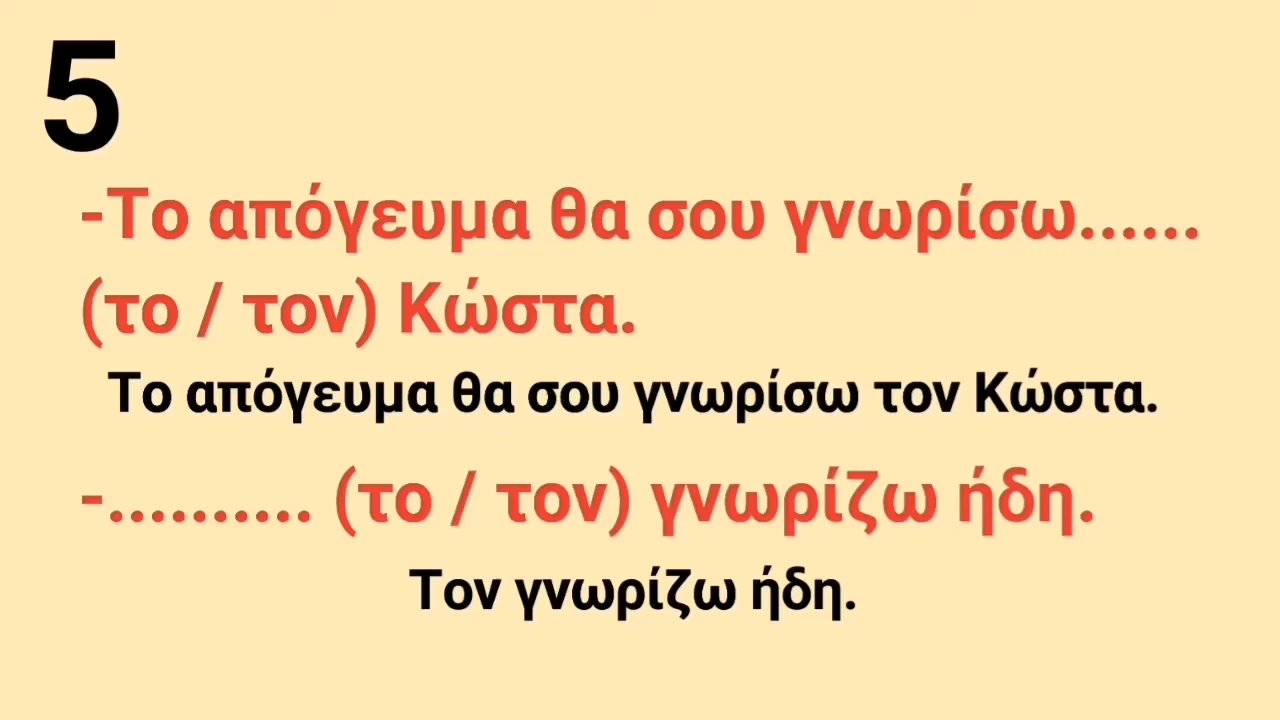 5
-Το απόγευμα θα σου γνωρίσω......
(το / τον) Κώστα.
Το απόγευμα θα σου γνωρίσω τον Κώστα.
-.......... (το / τον) γνωρίζω ήδη.
Τον γνωρίζω ήδη.